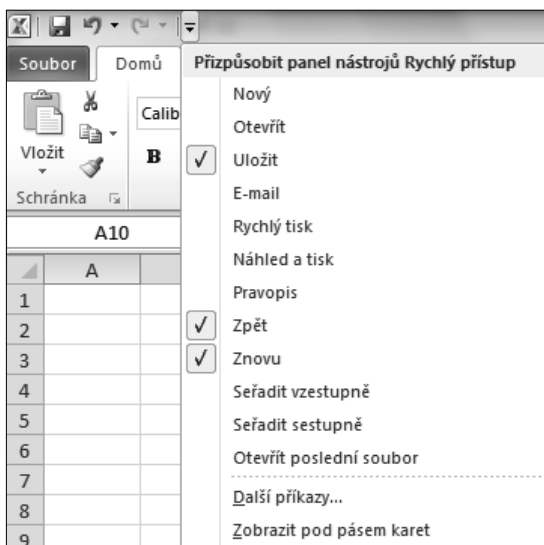 Soubor Domů Přizpůsobit panel nástrojů Rychlý přístup
Nový
Calib
Otevřít
Vložit
B
Uložit
E-mail
Schránka
Rychlý tisk
A10
Náhled a tisk
A
Pravopis
1
2
Zpět
3
Znovu
4
Seřadit vzestupně
5
Seřadit sestupně
6
Otevřít poslední soubor
7
8
Další příkazy...
9
Zobrazit pod pásem karet